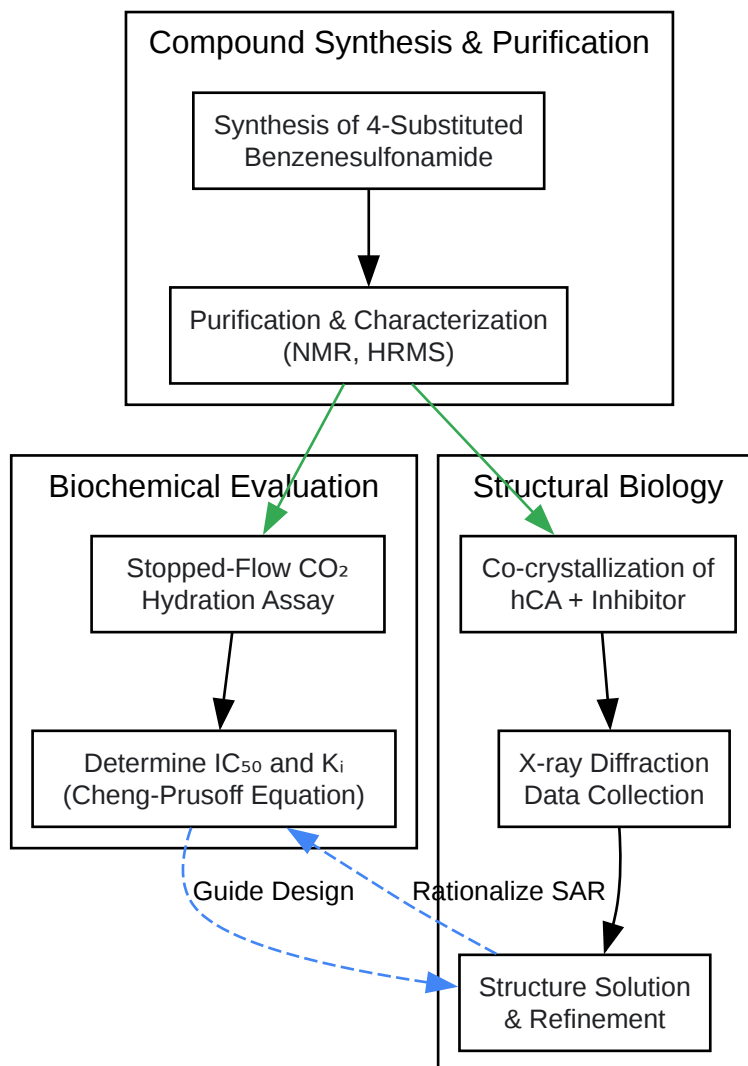 Compound Synthesis & Purification
Synthesis of 4-Substituted
Benzenesulfonamide
Purification & Characterization
(NMR, HRMS)
Biochemical Evaluation
Stopped-Flow CO₂
Hydration Assay
Determine IC₅₀ and Kᵢ
(Cheng-Prusoff Equation)
Structural Biology
Co-crystallization of
hCA + Inhibitor
X-ray Diffraction
Data Collection
Guide Design
Rationalize SAR
Structure Solution
& Refinement